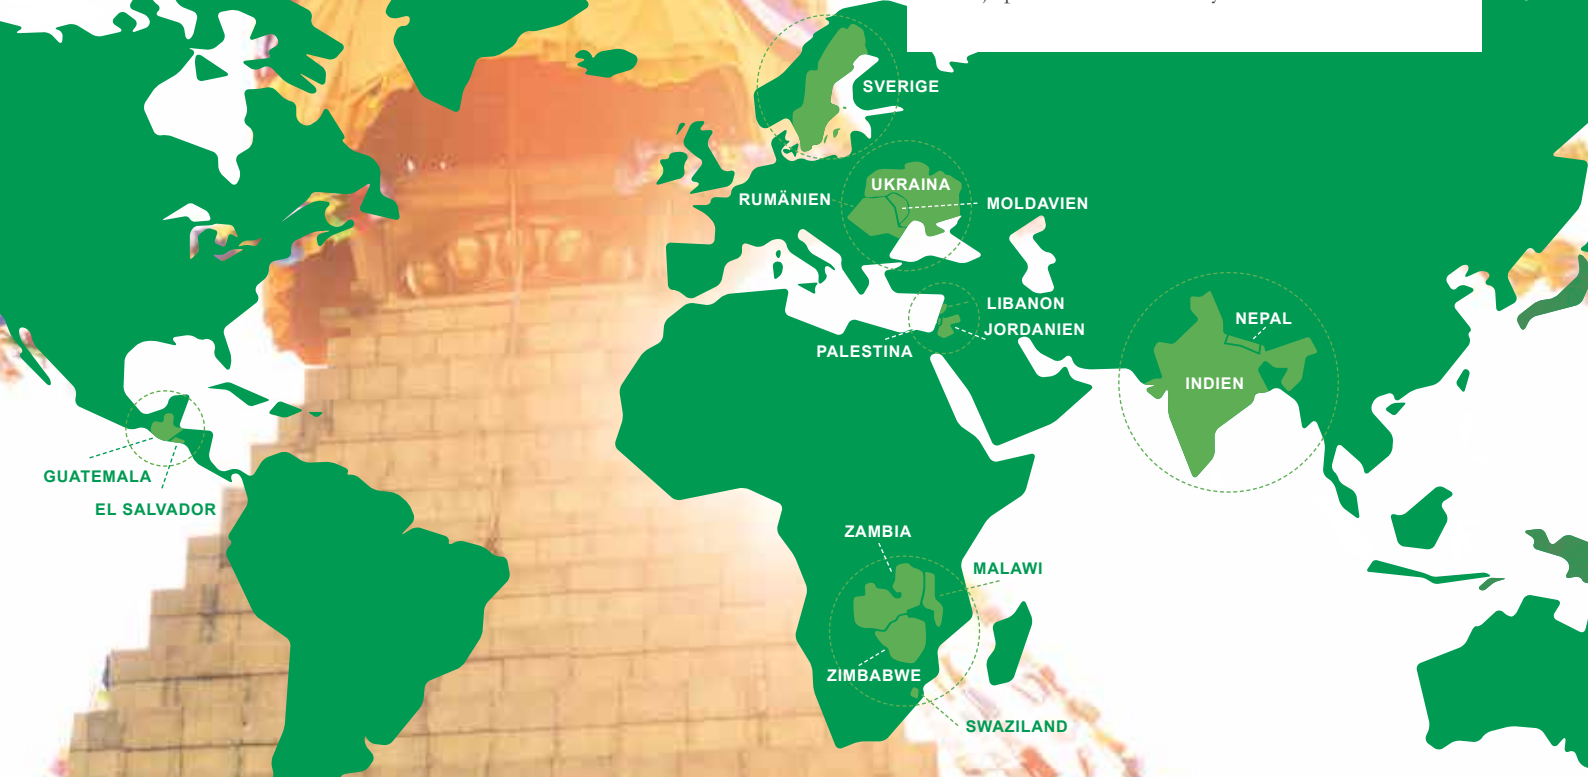 SVERIGE
UKRAINA
RUMÄNIEN
MOLDAVIEN
LIBANON
JORDANIEN
PALESTINA
NEPAL
INDIEN
GUATEMALA
EL SALVADOR
ZAMBIA
MALAWI
ZIMBABWE
SWAZILAND